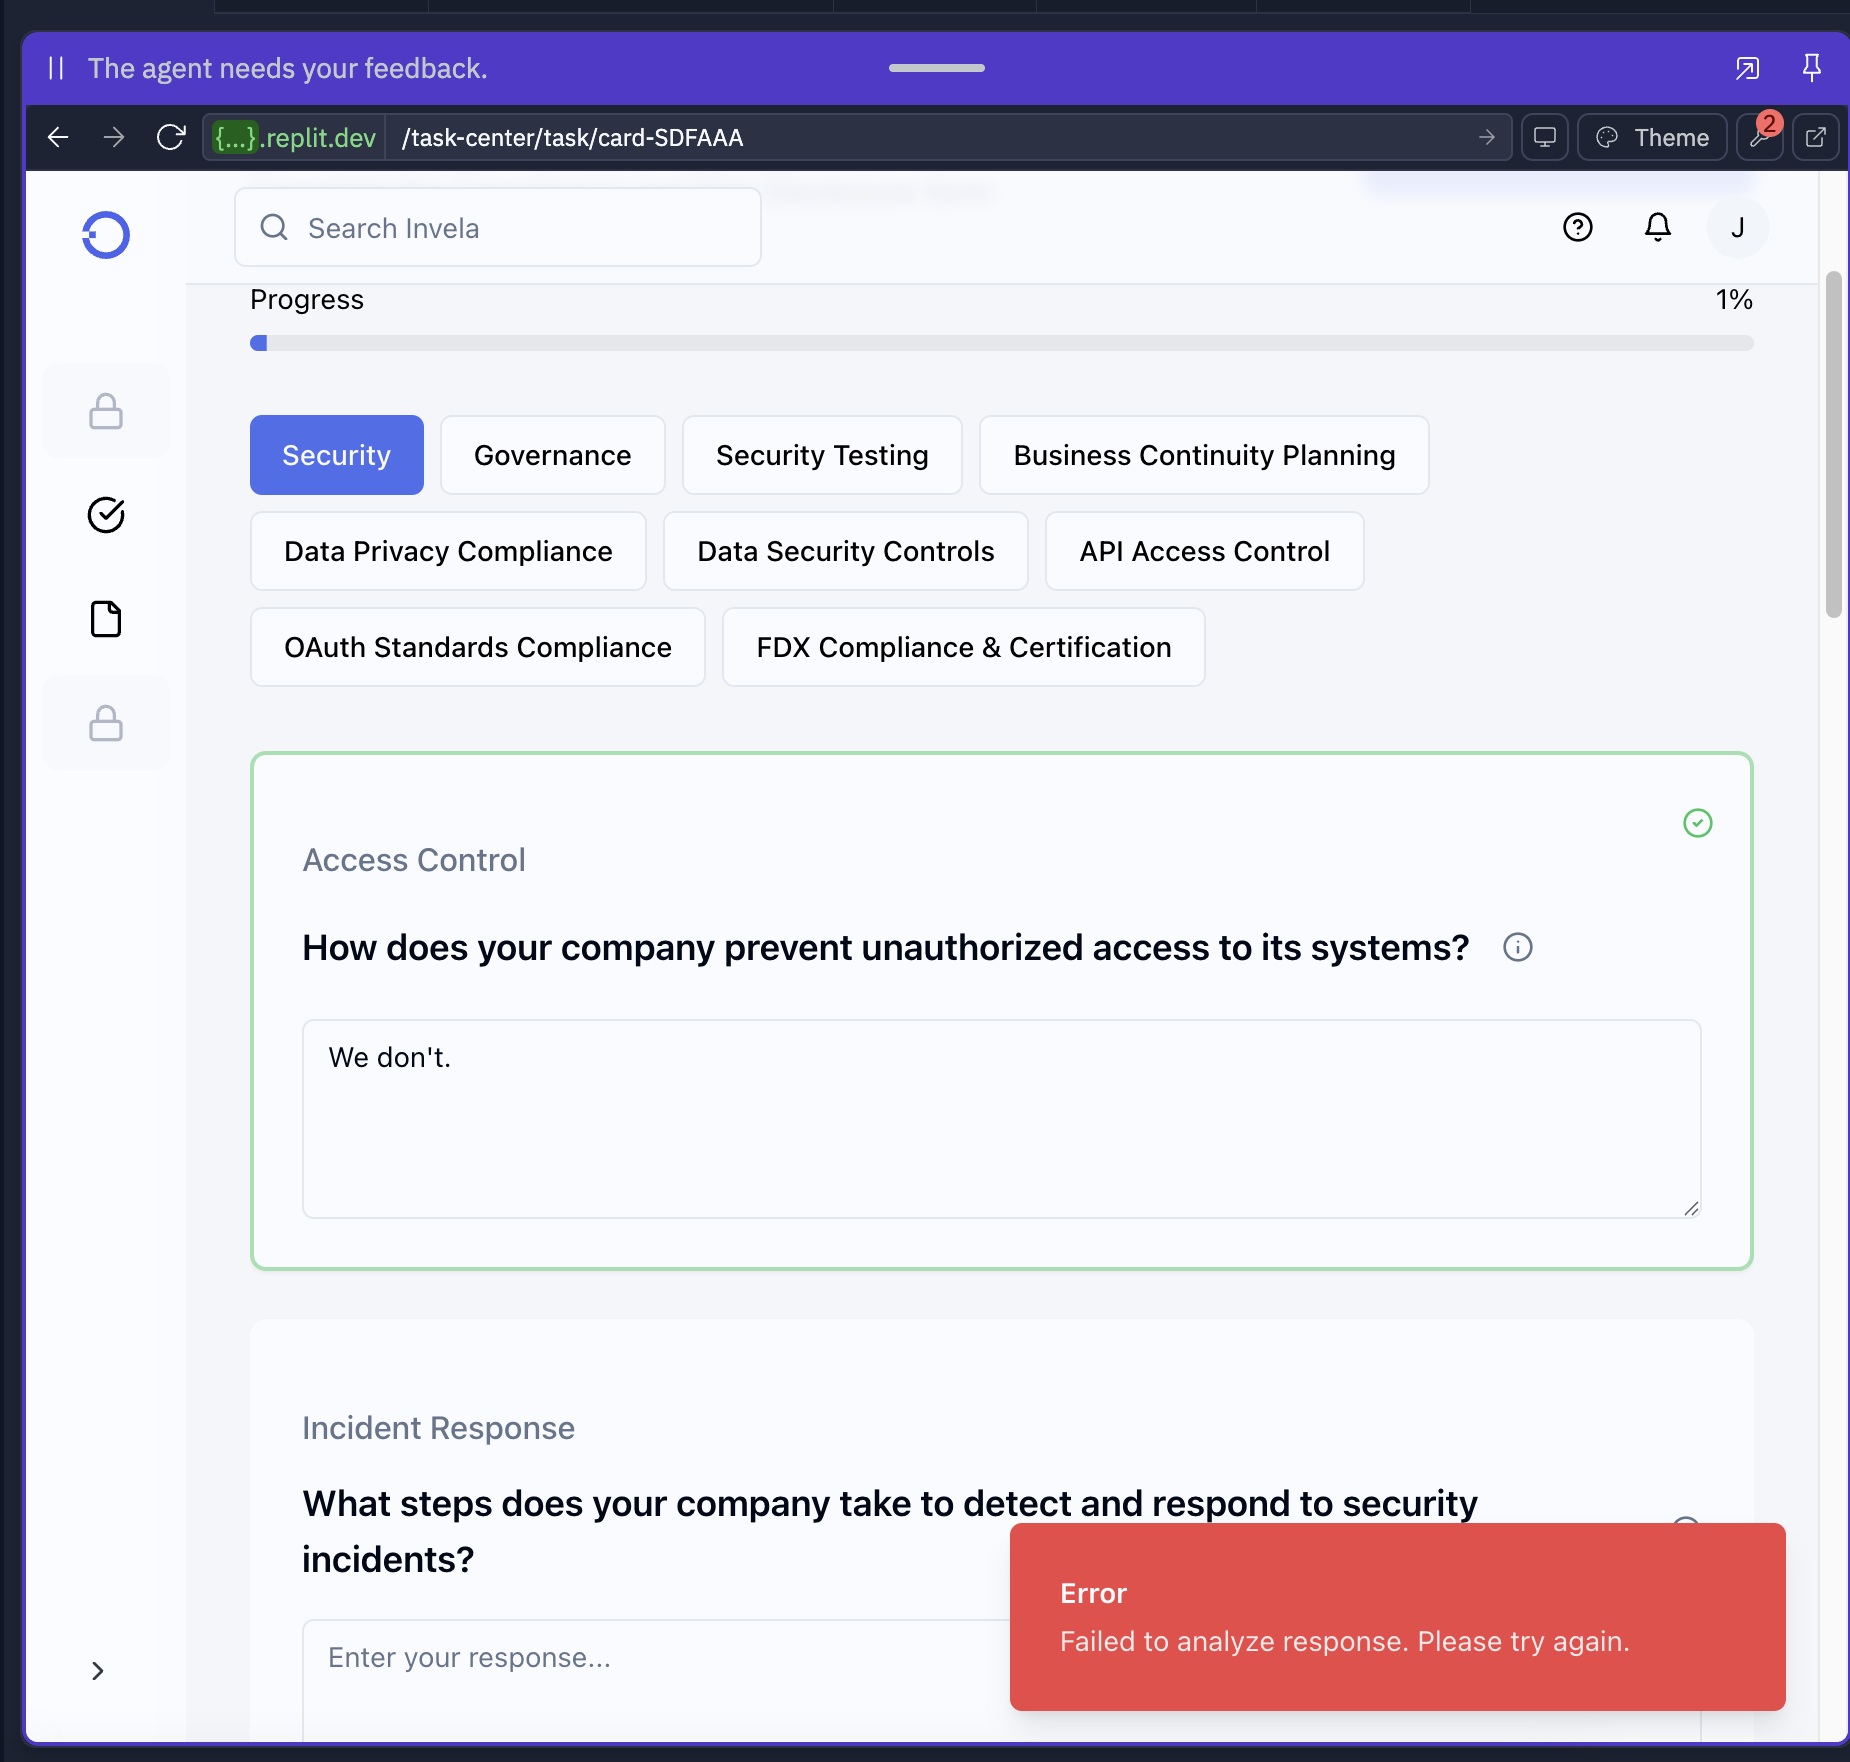 The agent needs your feedback.
{...}.replit.dev /task-center/task/card-SDFAAA Theme 2
Search Invela J
Progress 1%
Security Governance Security Testing Business Continuity Planning
Data Privacy Compliance Data Security Controls API Access Control
OAuth Standards Compliance FDX Compliance & Certification
Access Control
How does your company prevent unauthorized access to its systems?
We don't.
Incident Response
What steps does your company take to detect and respond to security
incidents?
Enter your response...
Error
Failed to analyze response. Please try again.